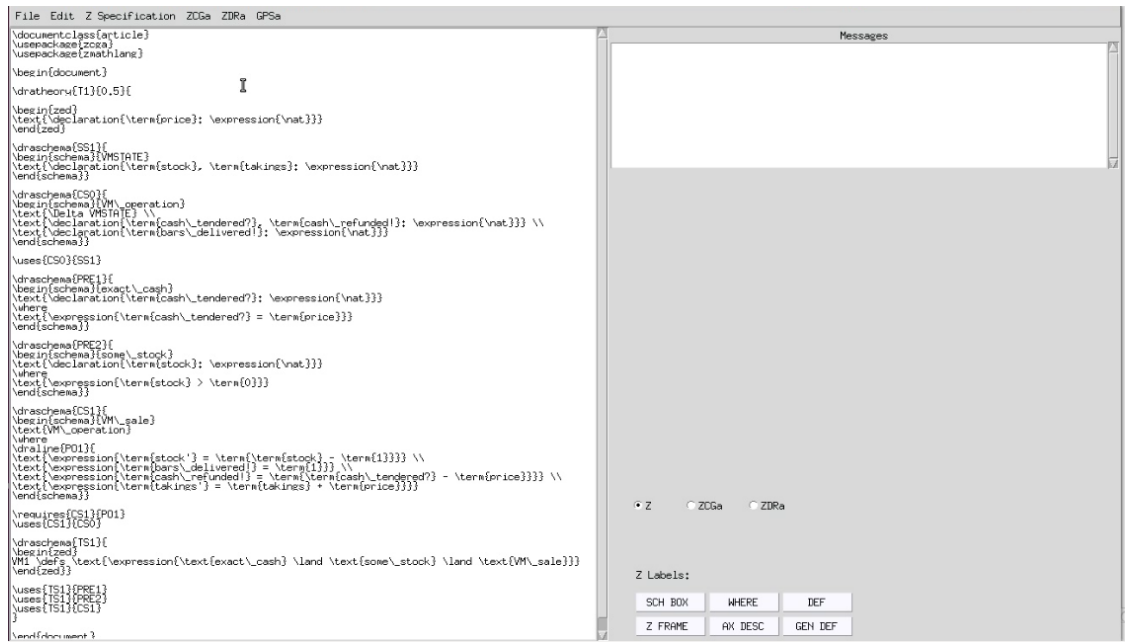 File Edit Z Specification ZCGa ZDRa GPSa
\documentclass{article}
\usepackage{zcga}
\usepackage{zmathlang}
\begin{document}
\dratheory{T1}{0.5}{
\begin{zed}
\text{\declaration{\term{price}: \expression{\nat}}}
\end{zed}
\draschema{SS1}{
\begin{schema}{VMSTATE}
\text{\declaration{\term{stock}, \term{takings}: \expression{\nat}}}
\end{schema}}
\draschema{CS0}{
\begin{schema}{VM\_operation}
\text{\Delta VMSTATE} \\
\text{\declaration{\term{cash\_tendered?}, \term{cash\_refunded!}: \expression{\nat}}} \\
\text{\declaration{\term{bars\_delivered!}: \expression{\nat}}}
\end{schema}}
\uses{CS0}{SS1}
\draschema{PRE1}{
\begin{schema}{exact\_cash}
\text{\declaration{\term{cash\_tendered?}: \expression{\nat}}}
\where
\text{\expression{\term{cash\_tendered?} = \term{price}}}
\end{schema}}
\draschema{PRE2}{
\begin{schema}{some\_stock}
\text{\declaration{\term{stock}: \expression{\nat}}}
\where
\text{\expression{\term{stock} > \term{0}}}
\end{schema}}
\draschema{CS1}{
\begin{schema}{VM\_sale}
\text{VM\_operation}
\where
\draline{PO1}{
\text{\expression{\term{stock'} = \term{\term{stock} - \term{1}}}} \\
\text{\expression{\term{bars\_delivered!} = \term{1}}} \\
\text{\expression{\term{cash\_refunded!} = \term{\term{cash\_tendered?} - \term{price}}}} \\
\text{\expression{\term{takings'} = \term{takings} + \term{price}}}}
\end{schema}}
\requires{CS1}{PO1}
\uses{CS1}{CS0}
\draschema{TS1}{
\begin{zed}
VM1 \defs \text{\expression{\text{exact\_cash} \land \text{some\_stock} \land \text{VM\_sale}}}
\end{zed}}
\uses{TS1}{PRE1}
\uses{TS1}{PRE2}
\uses{TS1}{CS1}
}
\end{document}
Messages
Z ZCGa ZDRa
Z Labels:
SCH BOX WHERE DEF
Z FRAME AX DESC GEN DEF